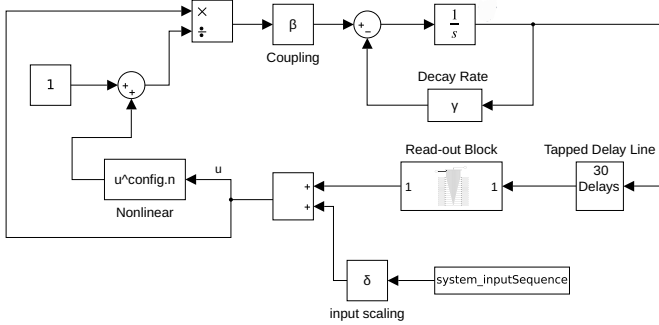 ×
÷
β
Coupling
+
−
1
s
Decay Rate
γ
1
+
+
u^config.n
Nonlinear
u
+
+
Read-out Block
1
1
Tapped Delay Line
30
Delays
δ
input scaling
system_inputSequence